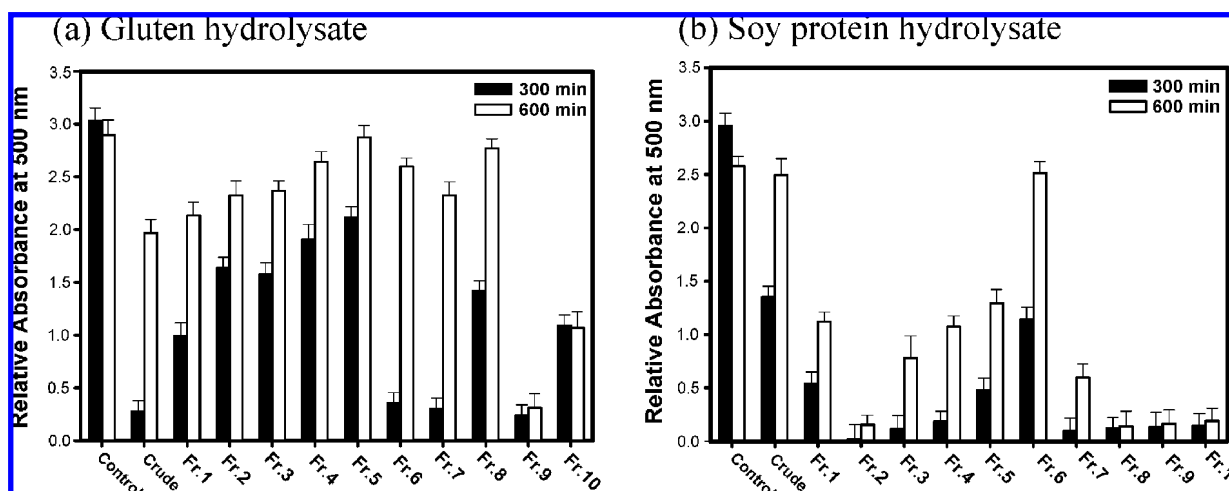 (a) Gluten hydrolysate
Relative Absorbance at 500 nm
3.5
3.0
2.5
2.0
1.5
1.0
0.5
0.0
300 min
600 min
Control
Crude
Fr.1
Fr.2
Fr.3
Fr.4
Fr.5
Fr.6
Fr.7
Fr.8
Fr.9
Fr.10
(b) Soy protein hydrolysate
Relative Absorbance at 500 nm
3.5
3.0
2.5
2.0
1.5
1.0
0.5
0.0
300 min
600 min
Control
Crude
Fr.1
Fr.2
Fr.3
Fr.4
Fr.5
Fr.6
Fr.7
Fr.8
Fr.9